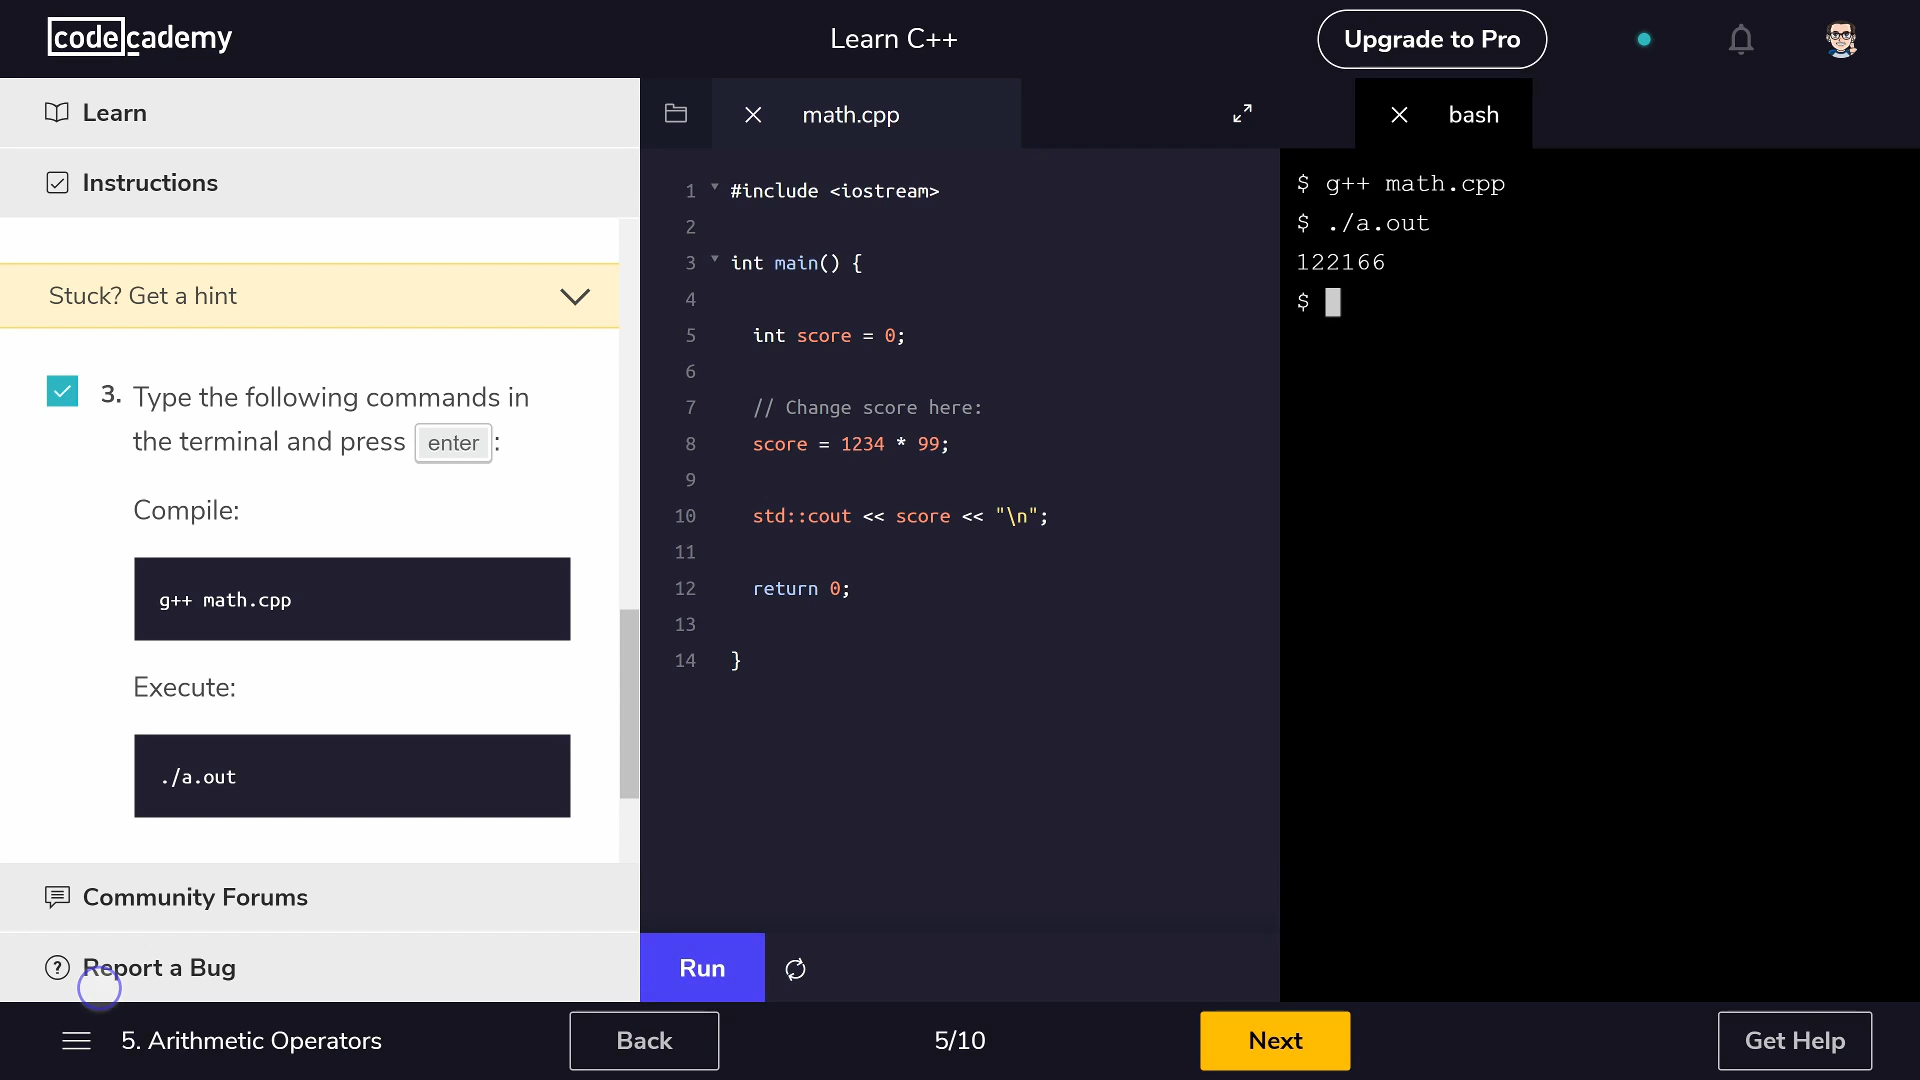 codecademy
Learn C++
Upgrade to Pro
Learn
Instructions
Stuck? Get a hint
3. Type the following commands in
the terminal and press enter:
Compile:
g++ math.cpp
Execute:
./a.out
Community Forums
Report a Bug
math.cpp
1 #include <iostream>
2
3 int main() {
4
5 int score = 0;
6
7 // Change score here:
8 score = 1234 * 99;
9
10 std::cout << score << "\n";
11
12 return 0;
13
14 }
Run
bash
$ g++ math.cpp
$ ./a.out
122166
$
5. Arithmetic Operators
Back
5/10
Next
Get Help